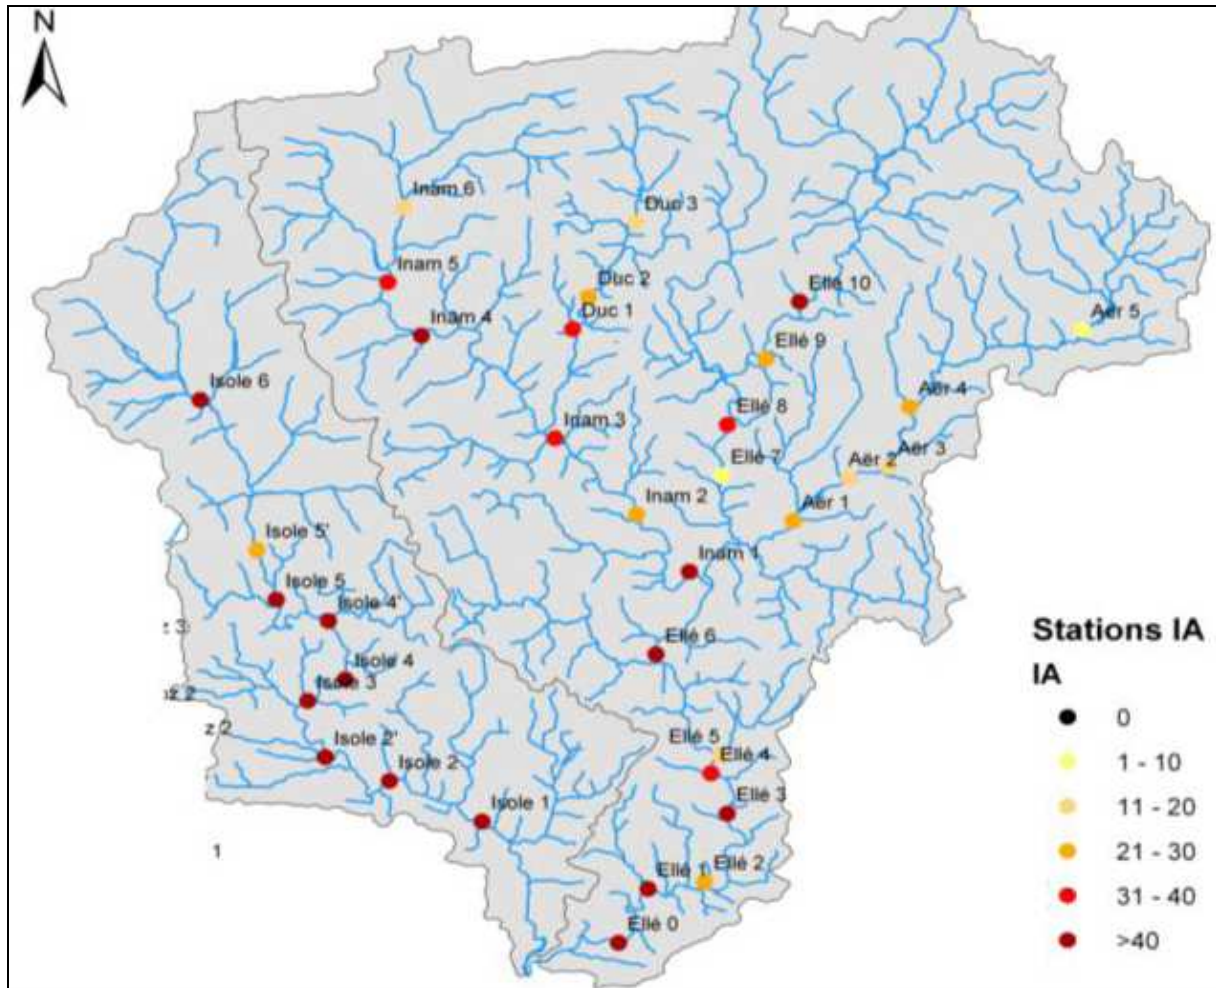 N
Inam 6
Duc 3
Inam 5
Duc 2
Ellé 10
Inam 4
Duc 1
Aër 5
Ellé 9
Isole 6
Aër 4
Ellé 8
Inam 3
Ellé 7
Aër 2
Aër 3
Inam 2
Aër 1
Isole 5'
Inam 1
Isole 5
Isole 4'
z 3
Ellé 6
Isole 4
Isole 3
oz 2
z 2
Isole 2'
Ellé 5
Ellé 4
Isole 2
Ellé 3
Isole 1
1
Ellé 1
Ellé 2
Ellé 0
Stations IA
IA
0
1 - 10
11 - 20
21 - 30
31 - 40
>40